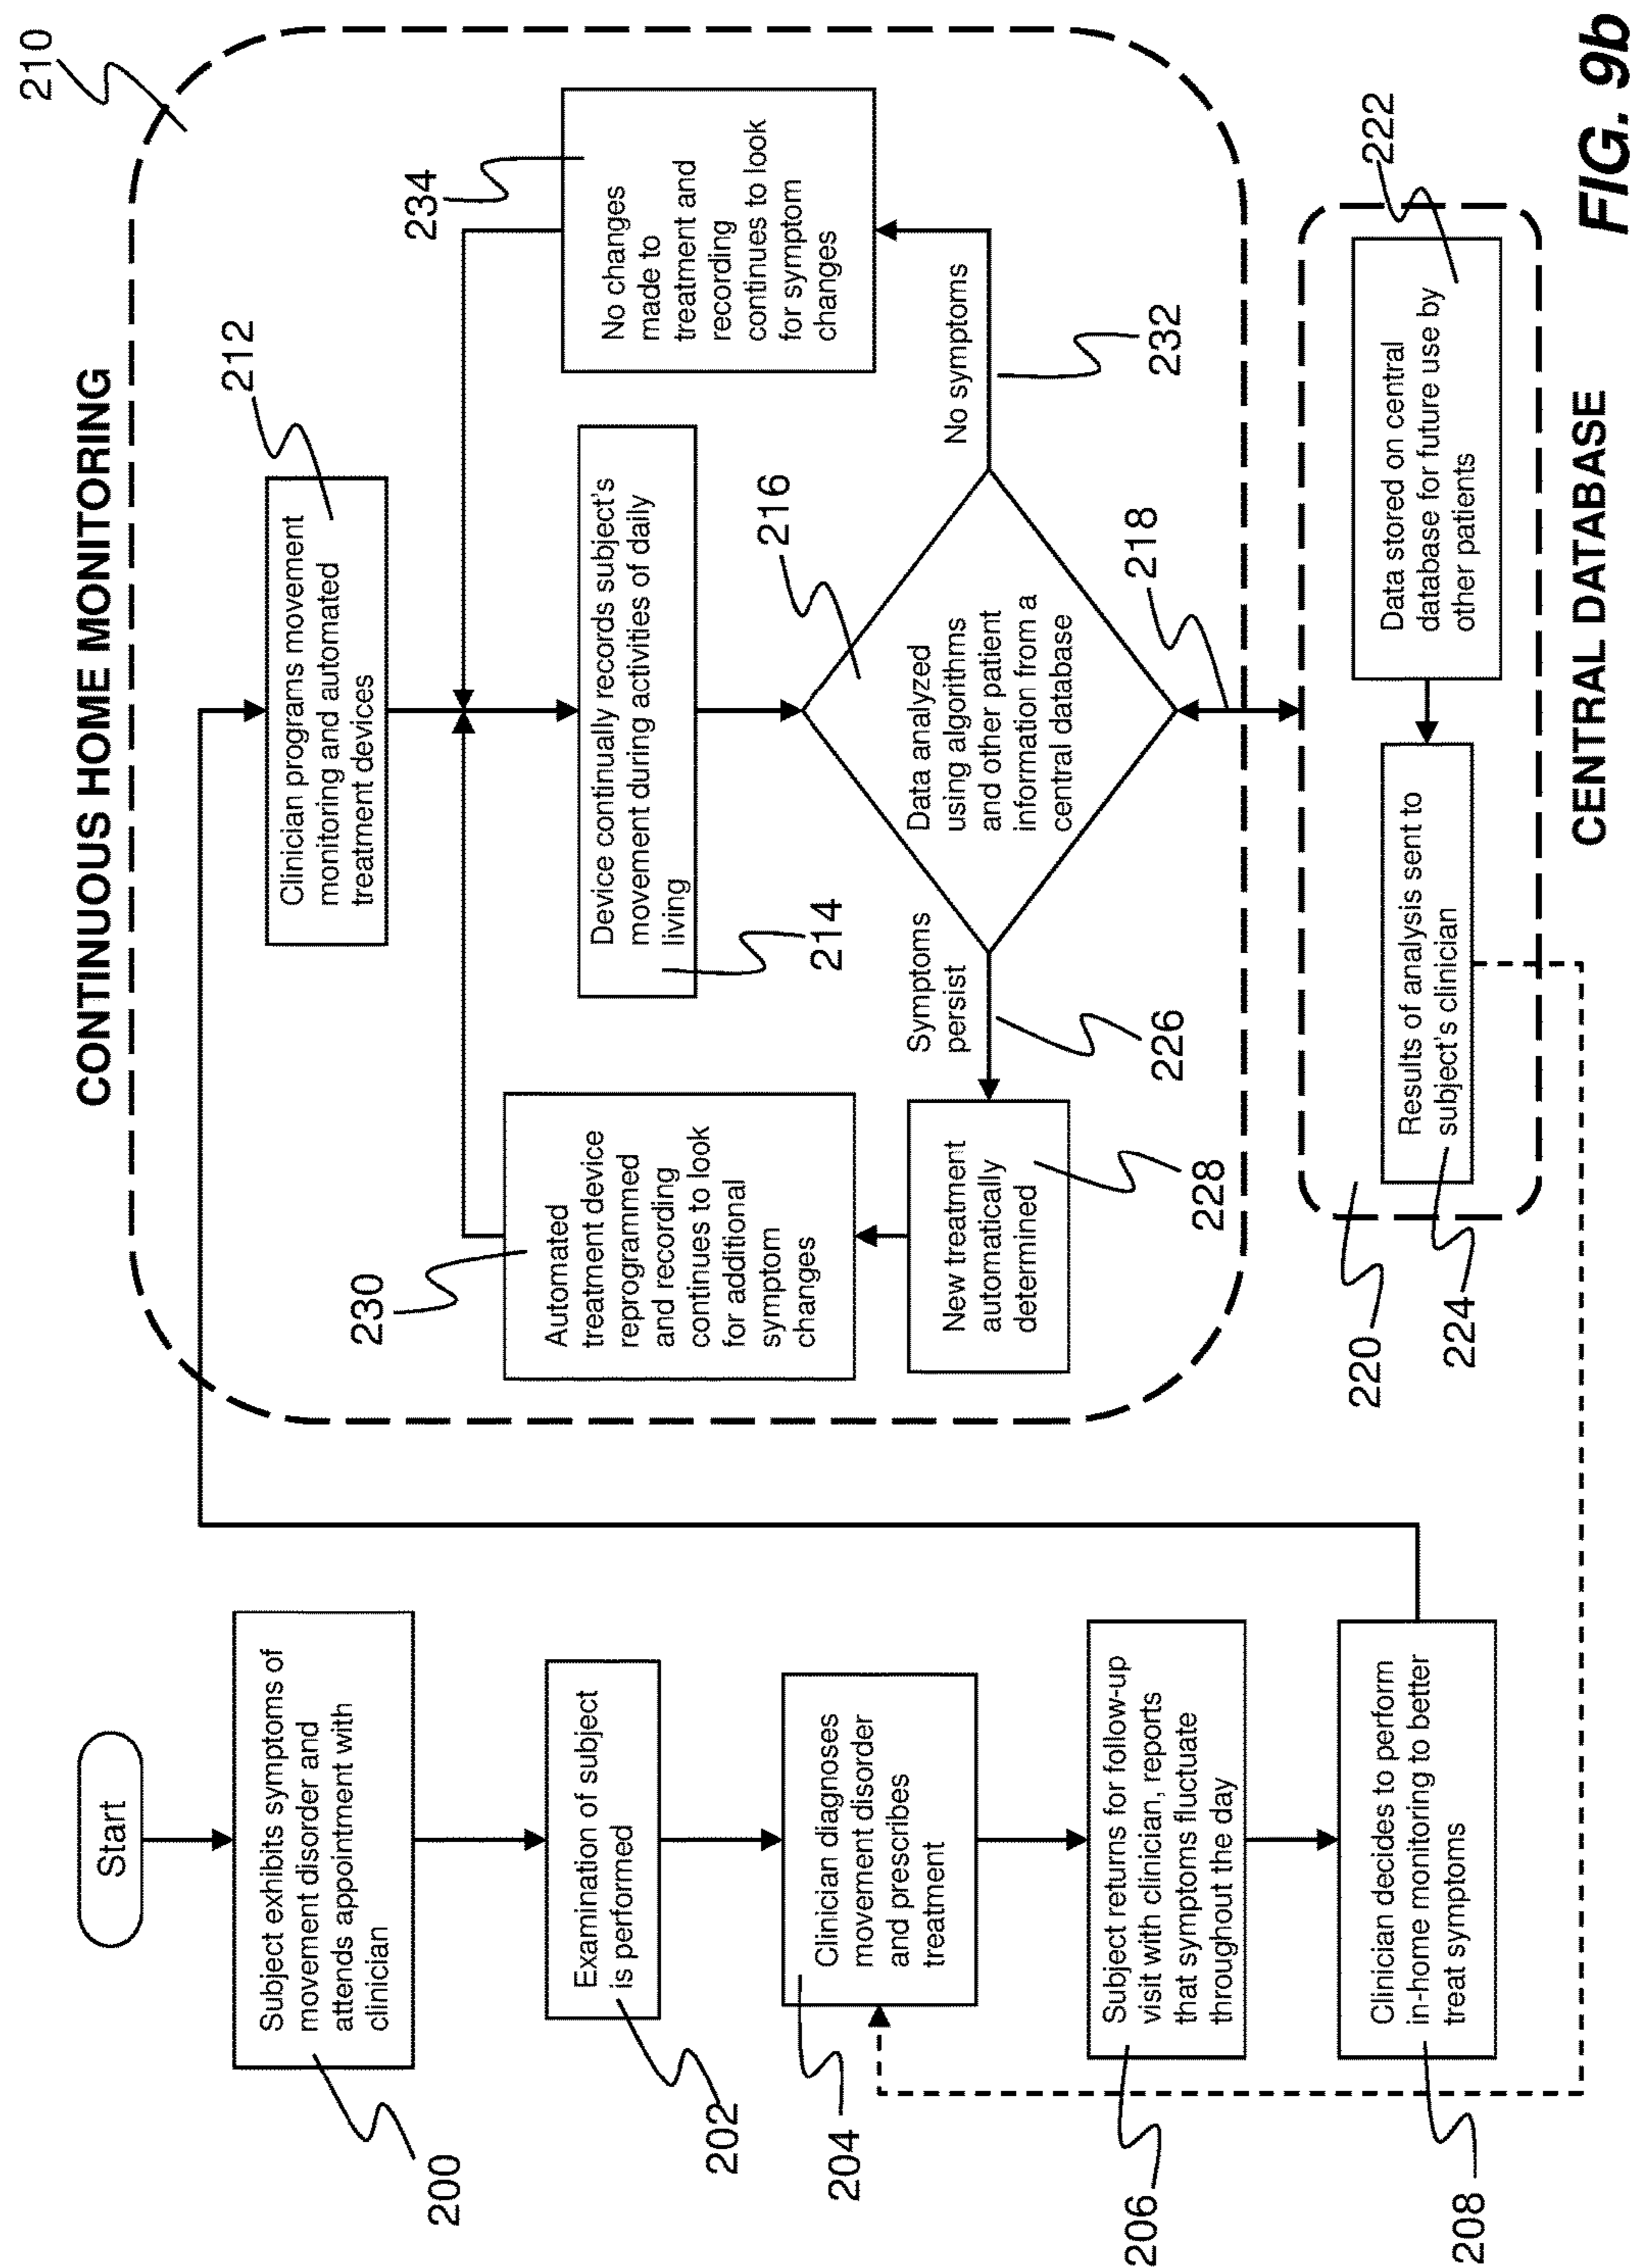 Start
Subject exhibits symptoms of
movement disorder and
attends appointment with
clinician
200
Examination of subject
is performed
202
Clinician diagnoses
movement disorder
and prescribes
treatment
204
Subject returns for follow-up
visit with clinician, reports
that symptoms fluctuate
throughout the day
206
Clinician decides to perform
in-home monitoring to better
treat symptoms
208
CONTINUOUS HOME MONITORING
210
Clinician programs movement
monitoring and automated
treatment devices
212
Device continually records subject's
movement during activities of daily
living
214
Data analyzed
using algorithms
and other patient
information from a
central database
216
218
Symptoms
persist
226
New treatment
automatically
determined
228
Automated
treatment device
reprogrammed
and recording
continues to look
for additional
symptom
changes
230
No symptoms
232
No changes
made to
treatment and
recording
continues to look
for symptom
changes
234
220
Data stored on central
database for future use by
other patients
222
Results of analysis sent to
subject's clinician
224
CENTRAL DATABASE
FIG. 9b